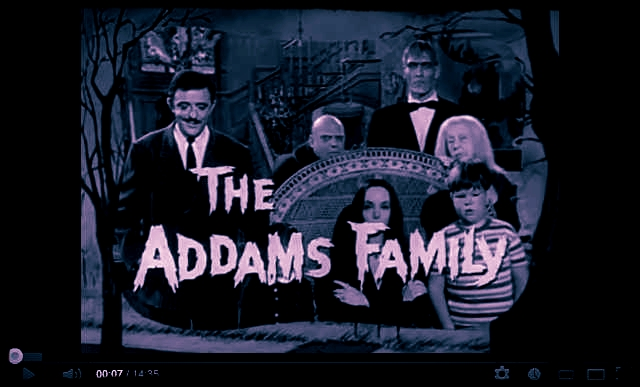 THE
ADDAMS FAMILY
00:07 / 14:35